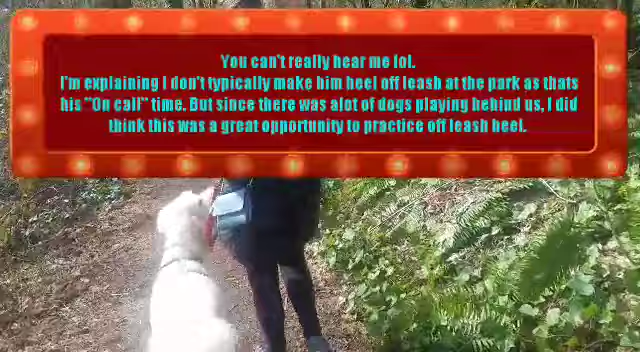 You can't really hear me lol.
I'm explaining I don't typically make him heel off leash at the park as thats
his "On call" time. But since there was alot of dogs playing behind us, I did
think this was a great opportunity to practice off leash heel.